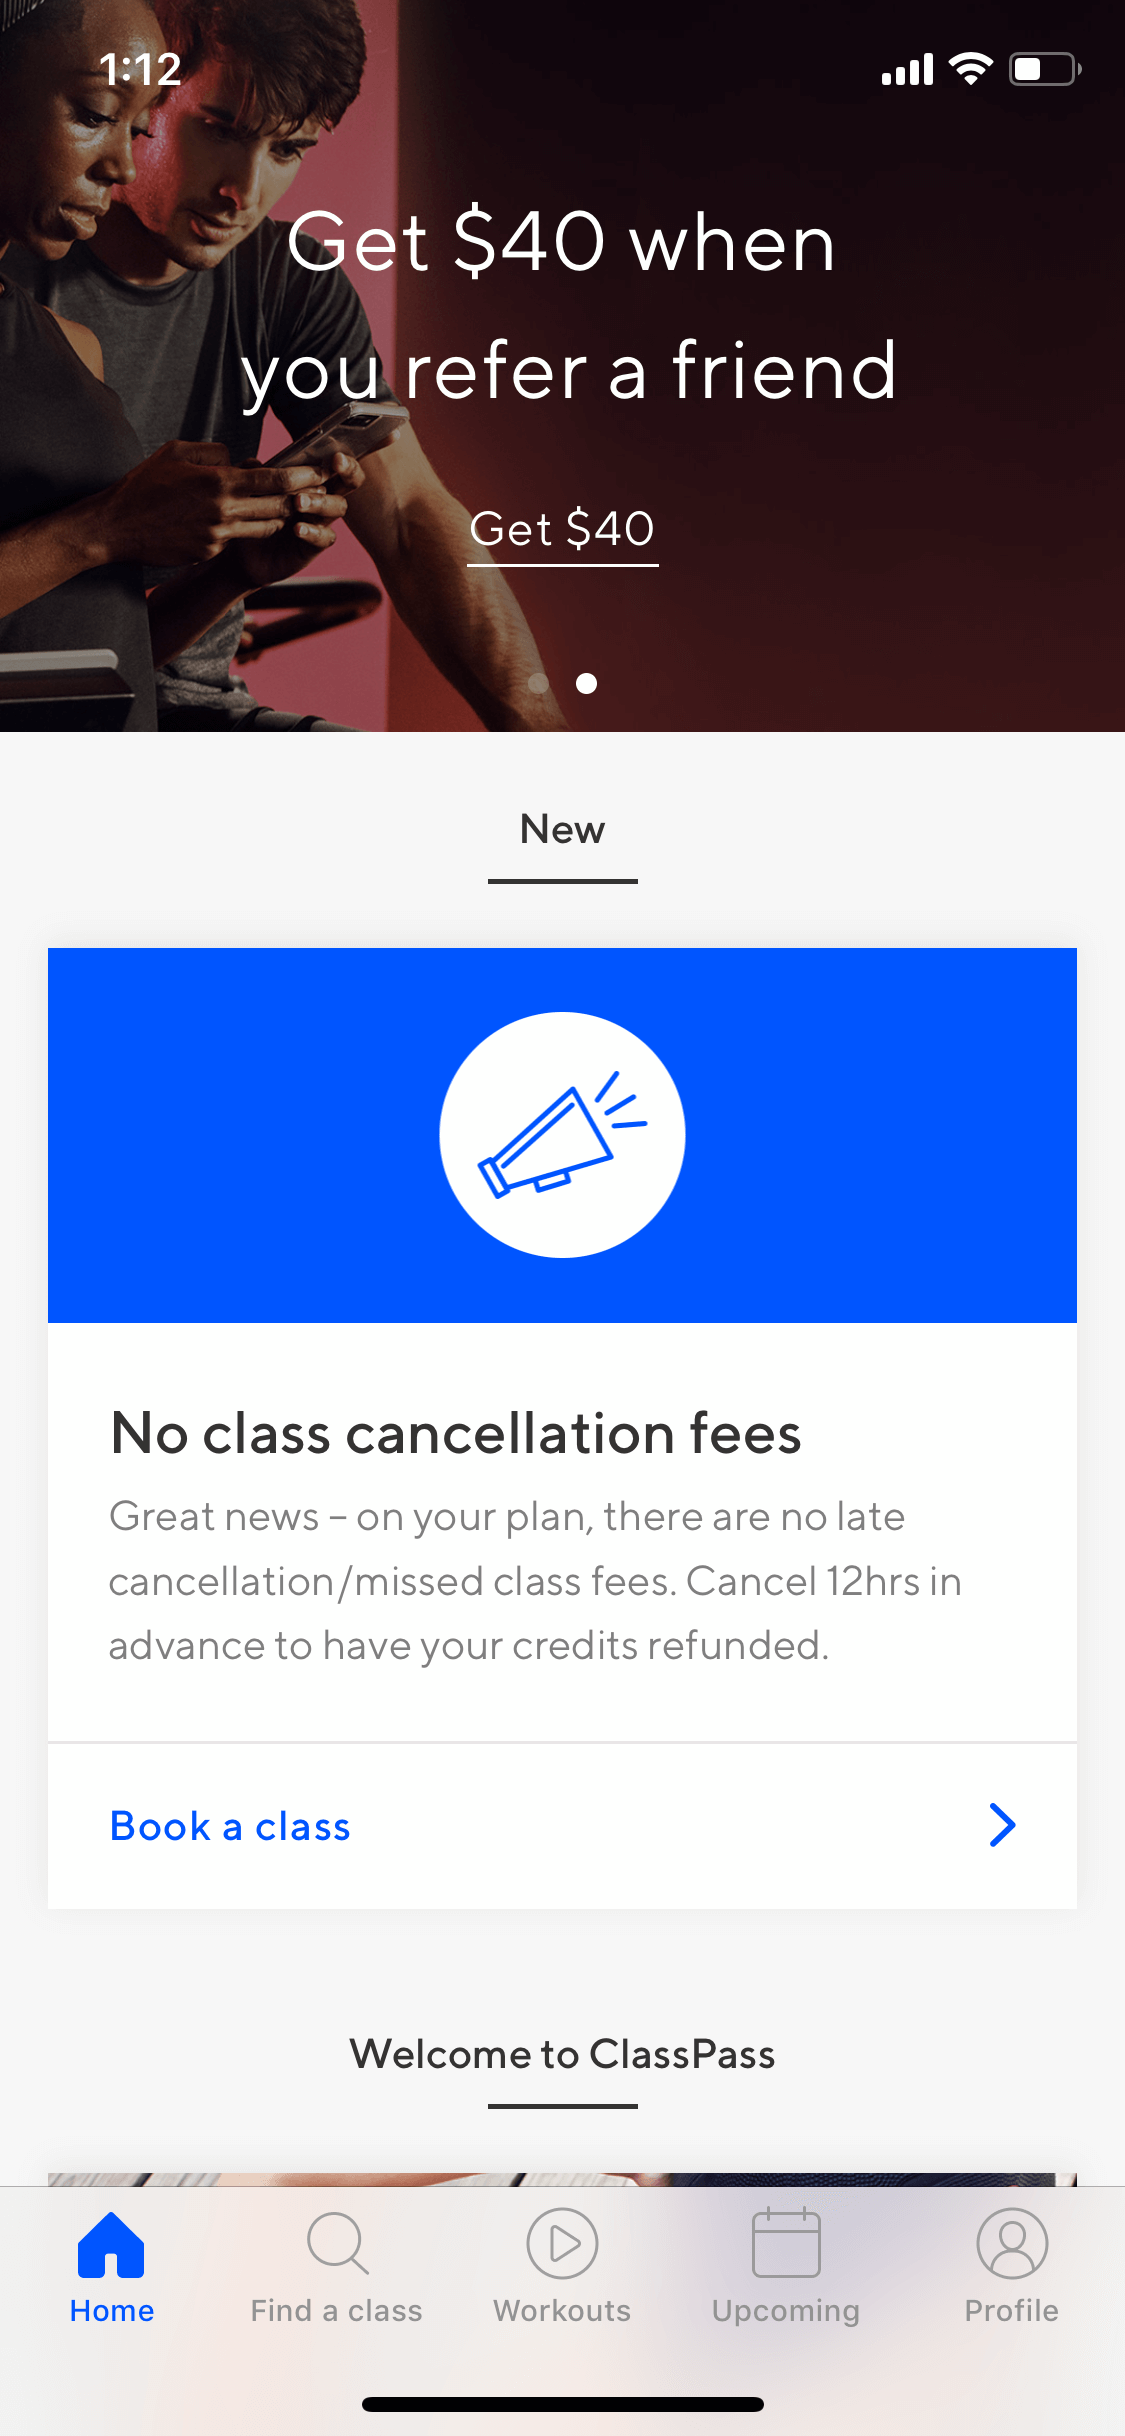 1:12
Get $40 when
you refer a friend
Get $40
New
No class cancellation fees
Great news – on your plan, there are no late
cancellation/missed class fees. Cancel 12hrs in
advance to have your credits refunded.
Book a class
Welcome to ClassPass
Home
Find a class
Workouts
Upcoming
Profile